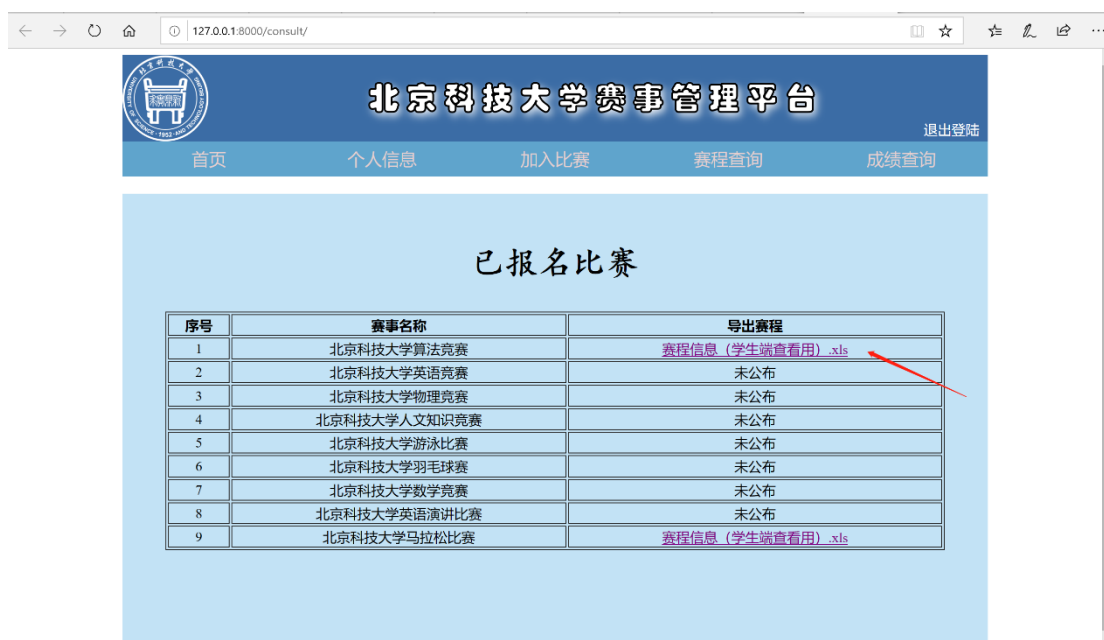 127.0.0.1:8000/consult/
北京科技大学赛事管理平台
退出登陆
首页 个人信息 加入比赛 赛程查询 成绩查询
已报名比赛
序号 赛事名称 导出赛程
1 北京科技大学算法竞赛 赛程信息（学生端查看用）.xls
2 北京科技大学英语竞赛 未公布
3 北京科技大学物理竞赛 未公布
4 北京科技大学人文知识竞赛 未公布
5 北京科技大学游泳比赛 未公布
6 北京科技大学羽毛球赛 未公布
7 北京科技大学数学竞赛 未公布
8 北京科技大学英语演讲比赛 未公布
9 北京科技大学马拉松比赛 赛程信息（学生端查看用）.xls